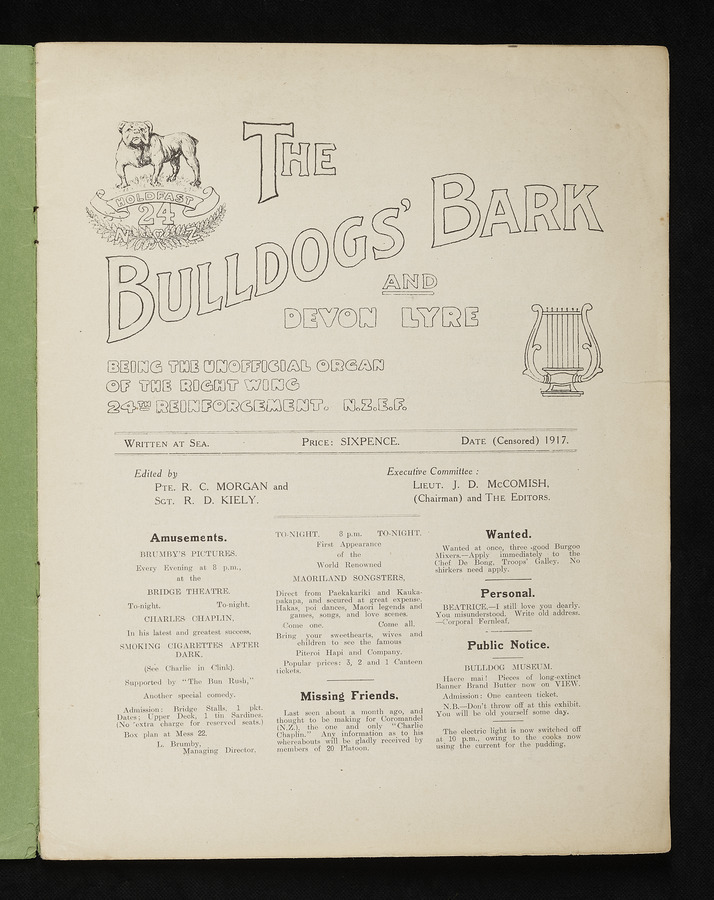 HOLDFAST
24
N. Z.
THE
BULLDOGS' BARK
AND
DEVON LYRE
BEING THE UNOFFICIAL ORGAN
OF THE RIGHT WING
24TH REINFORCEMENT. N.Z.E.F.
WRITTEN AT SEA. PRICE: SIXPENCE. DATE (Censored) 1917.
Edited by
PTE. R. C. MORGAN and
SGT. R. D. KIELY.
Executive Committee :
LIEUT. J. D. McCOMISH,
(Chairman) and THE EDITORS.
Amusements.
BRUMBY'S PICTURES.
Every Evening at 8 p.m.,
at the
BRIDGE THEATRE.
To-night. To-night.
CHARLES CHAPLIN,
In his latest and greatest success,
SMOKING CIGARETTES AFTER
DARK.
(See Charlie in Clink).
Supported by "The Bun Rush,"
Another special comedy.
Admission: Bridge Stalls, 1 pkt.
Dates; Upper Deck, 1 tin Sardines.
(No extra charge for reserved seats.)
Box plan at Mess 22.
L. Brumby,
Managing Director.
TO-NIGHT. 8 p.m. TO-NIGHT.
First Appearance
of the
World Renowned
MAORILAND SONGSTERS,
Direct from Paekakariki and Kauka-
pakapa, and secured at great expense.
Hakas, poi dances, Maori legends and
games, songs, and love scenes.
Come one. Come all.
Bring your sweethearts, wives and
children to see the famous
Piteroi Hapi and Company.
Popular prices: 3, 2 and 1 Canteen
tickets.
Missing Friends.
Last seen about a month ago, and
thought to be making for Coromandel
(N.Z.), the one and only "Charlie
Chaplin." Any information as to his
whereabouts will be gladly received by
members of 20 Platoon.
Wanted.
Wanted at once, three good Burgoo
Mixers.—Apply immediately to the
Chef De Bong, Troops' Galley. No
shirkers need apply.
Personal.
BEATRICE.—I still love you dearly.
You misunderstood. Write old address.
—Corporal Fernleaf.
Public Notice.
BULLDOG MUSEUM.
Haere mai! Pieces of long-extinct
Banner Brand Butter now on VIEW.
Admission: One canteen ticket.
N.B.—Don't throw off at this exhibit.
You will be old yourself some day.
The electric light is now switched off
at 10 p.m., owing to the cooks now
using the current for the pudding.